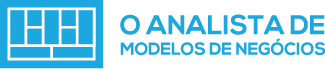 O ANALISTA DE
MODELOS DE NEGÓCIOS